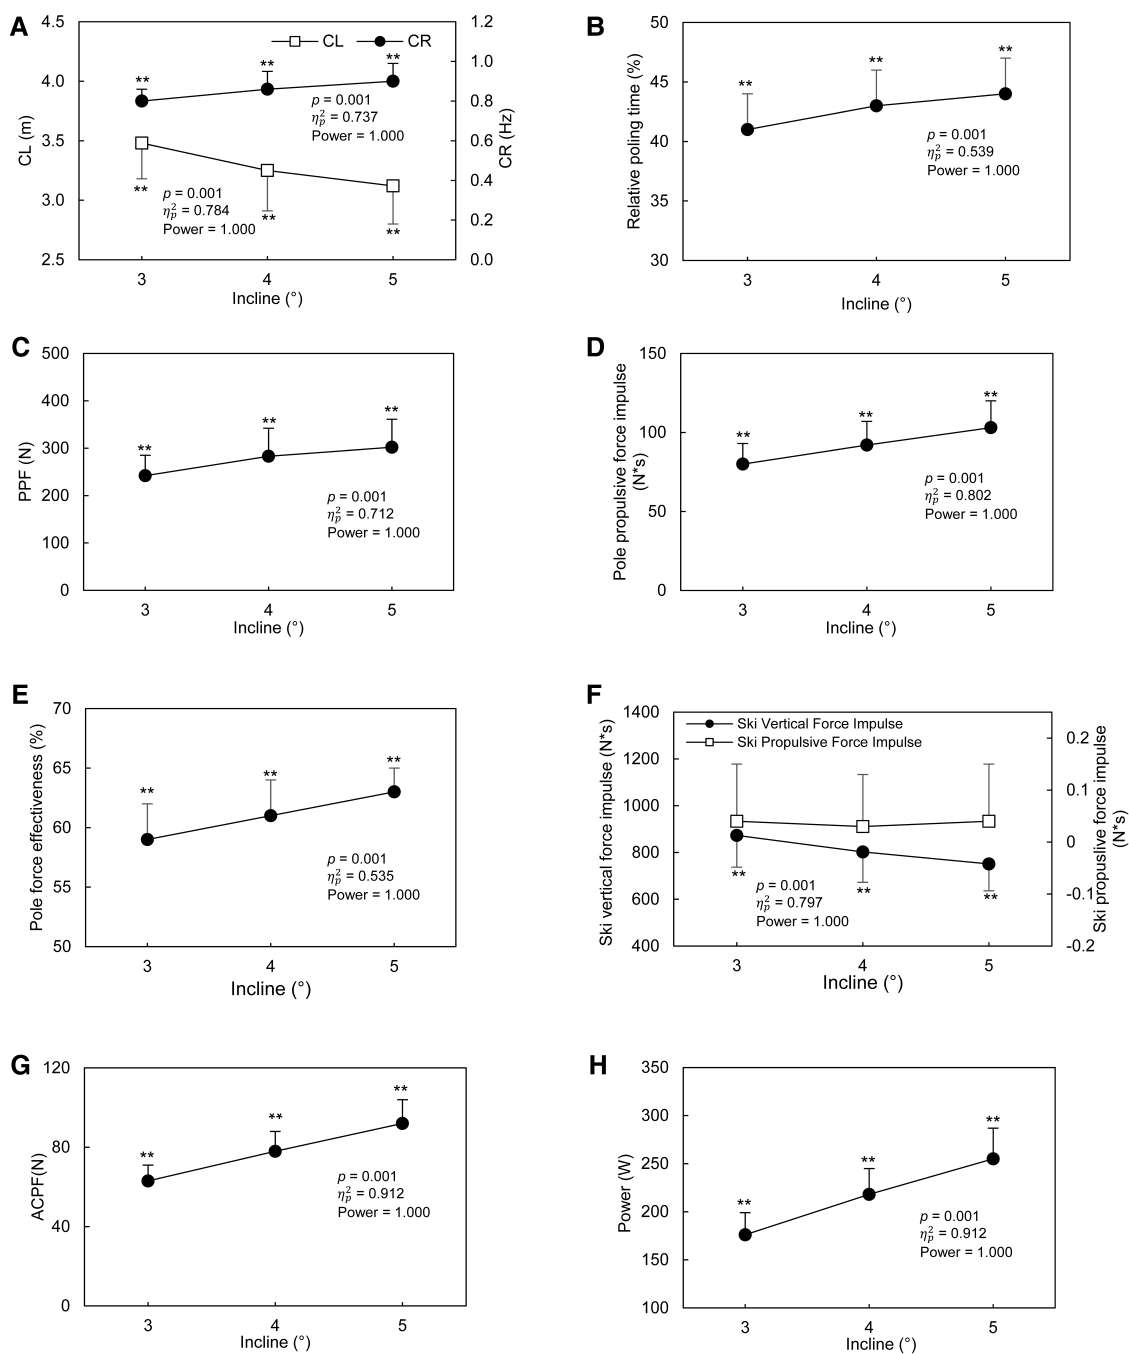 A
CL CR
4.5
4.0
3.5
3.0
2.5
CL (m)
1.2
1.0
0.8
0.6
0.4
0.2
0.0
CR (Hz)
** ** **
p = 0.001
η²p = 0.737
Power = 1.000
** ** **
p = 0.001
η²p = 0.784
Power = 1.000
3 4 5
Incline (°)
B
50
45
40
35
30
Relative poling time (%)
** ** **
p = 0.001
η²p = 0.539
Power = 1.000
3 4 5
Incline (°)
C
500
400
300
200
100
0
PPF (N)
** ** **
p = 0.001
η²p = 0.712
Power = 1.000
3 4 5
Incline (°)
D
150
100
50
0
Pole propulsive force impulse
(N*s)
** ** **
p = 0.001
η²p = 0.802
Power = 1.000
3 4 5
Incline (°)
E
70
65
60
55
50
Pole force effectiveness (%)
** ** **
p = 0.001
η²p = 0.535
Power = 1.000
3 4 5
Incline (°)
F
Ski Vertical Force Impulse
Ski Propulsive Force Impulse
1400
1200
1000
800
600
400
Ski vertical force impulse (N*s)
0.2
0.1
0
-0.1
-0.2
Ski propuslive force impulse
(N*s)
** ** **
p = 0.001
η²p = 0.797
Power = 1.000
3 4 5
Incline (°)
G
120
80
40
0
ACPF(N)
** ** **
p = 0.001
η²p = 0.912
Power = 1.000
3 4 5
Incline (°)
H
350
300
250
200
150
100
Power (W)
** ** **
p = 0.001
η²p = 0.912
Power = 1.000
3 4 5
Incline (°)